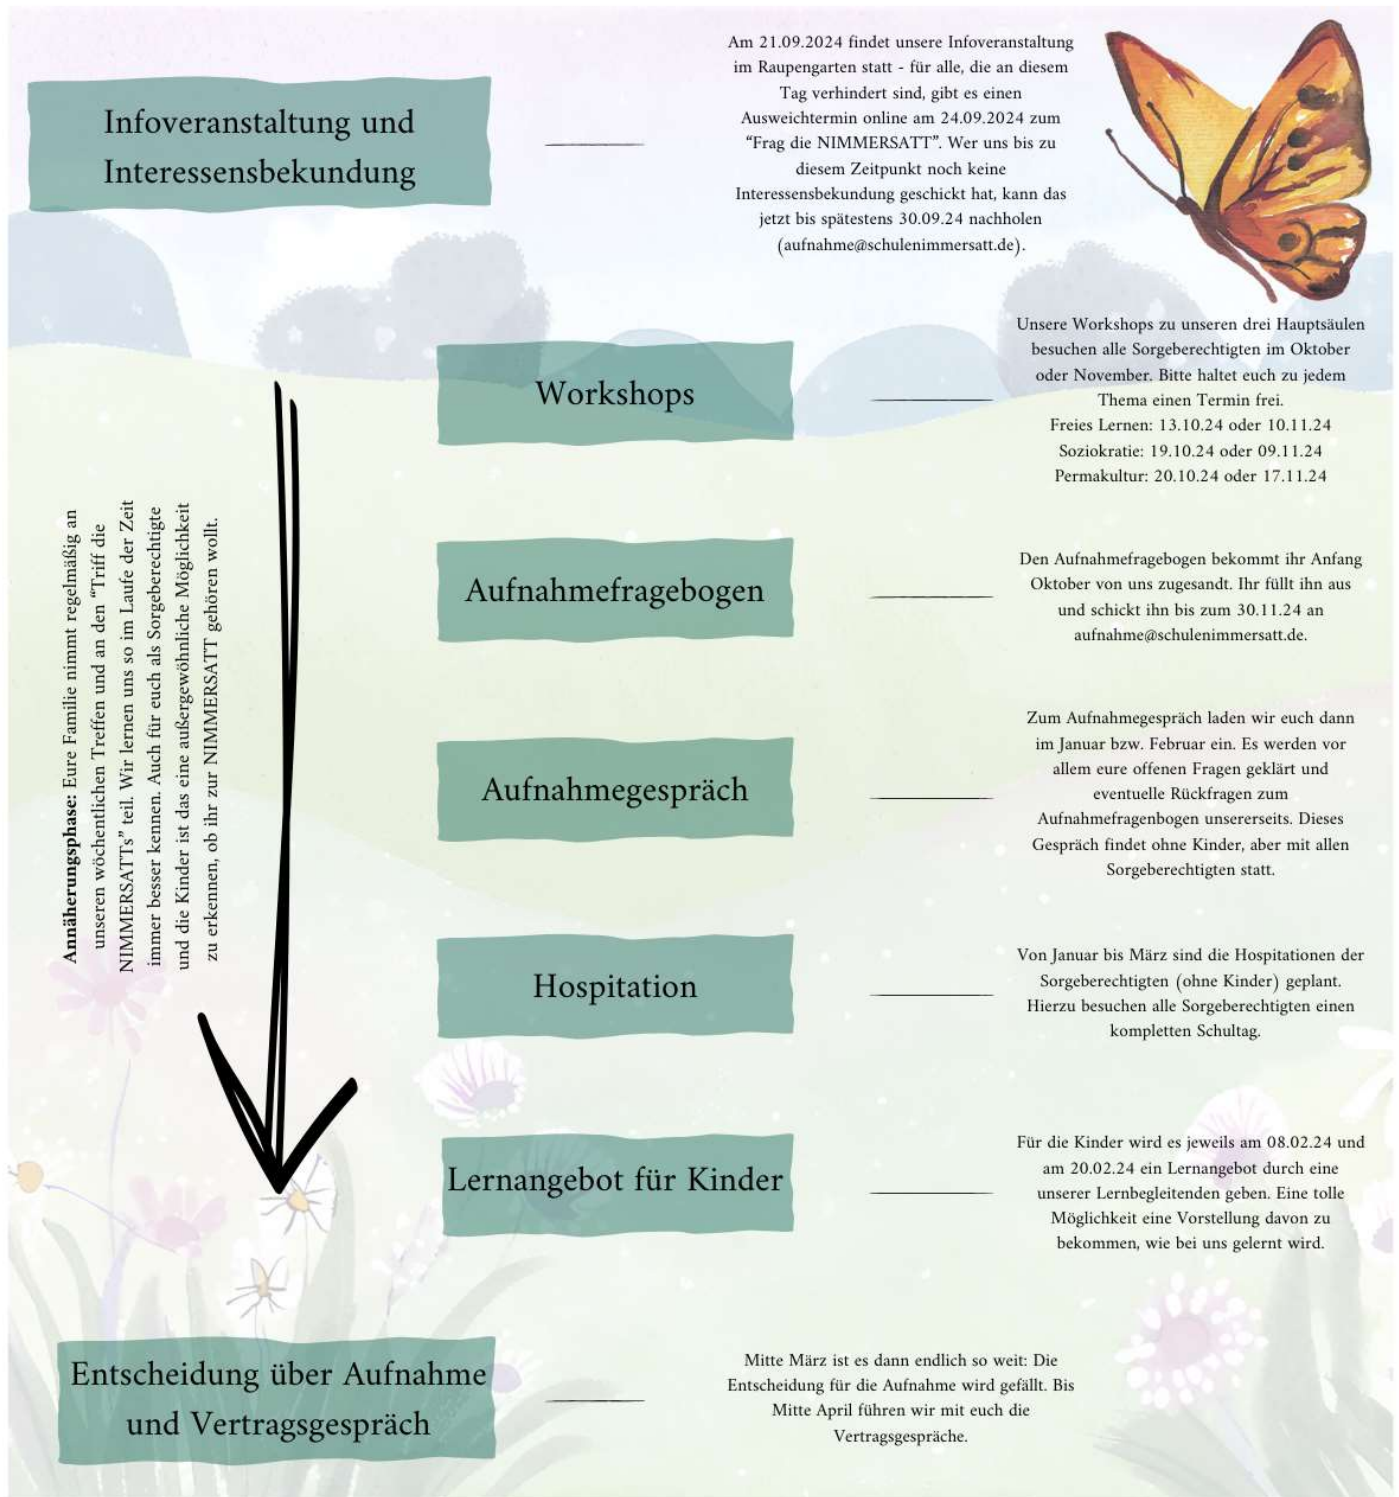 Infoveranstaltung und
Interessensbekundung
Am 21.09.2024 findet unsere Infoveranstaltung
im Raupengarten statt - für alle, die an diesem
Tag verhindert sind, gibt es einen
Ausweichtermin online am 24.09.2024 zum
“Frag die NIMMERSATT”. Wer uns bis zu
diesem Zeitpunkt noch keine
Interessensbekundung geschickt hat, kann das
jetzt bis spätestens 30.09.24 nachholen
(aufnahme@schulenimmersatt.de).
Annäherungsphase: Eure Familie nimmt regelmäßig an
unseren wöchentlichen Treffen und an den “Triff die
NIMMERSATTs” teil. Wir lernen uns so im Laufe der Zeit
immer besser kennen. Auch für euch als Sorgeberechtigte
und die Kinder ist das eine außergewöhnliche Möglichkeit
zu erkennen, ob ihr zur NIMMERSATT gehören wollt.
Workshops
Unsere Workshops zu unseren drei Hauptsäulen
besuchen alle Sorgeberechtigten im Oktober
oder November. Bitte haltet euch zu jedem
Thema einen Termin frei.
Freies Lernen: 13.10.24 oder 10.11.24
Soziokratie: 19.10.24 oder 09.11.24
Permakultur: 20.10.24 oder 17.11.24
Aufnahmefragebogen
Den Aufnahmefragebogen bekommt ihr Anfang
Oktober von uns zugesandt. Ihr füllt ihn aus
und schickt ihn bis zum 30.11.24 an
aufnahme@schulenimmersatt.de.
Aufnahmegespräch
Zum Aufnahmegespräch laden wir euch dann
im Januar bzw. Februar ein. Es werden vor
allem eure offenen Fragen geklärt und
eventuelle Rückfragen zum
Aufnahmefragenbogen unsererseits. Dieses
Gespräch findet ohne Kinder, aber mit allen
Sorgeberechtigten statt.
Hospitation
Von Januar bis März sind die Hospitationen der
Sorgeberechtigten (ohne Kinder) geplant.
Hierzu besuchen alle Sorgeberechtigten einen
kompletten Schultag.
Lernangebot für Kinder
Für die Kinder wird es jeweils am 08.02.24 und
am 20.02.24 ein Lernangebot durch eine
unserer Lernbegleitenden geben. Eine tolle
Möglichkeit eine Vorstellung davon zu
bekommen, wie bei uns gelernt wird.
Entscheidung über Aufnahme
und Vertragsgespräch
Mitte März ist es dann endlich so weit: Die
Entscheidung für die Aufnahme wird gefällt. Bis
Mitte April führen wir mit euch die
Vertragsgespräche.